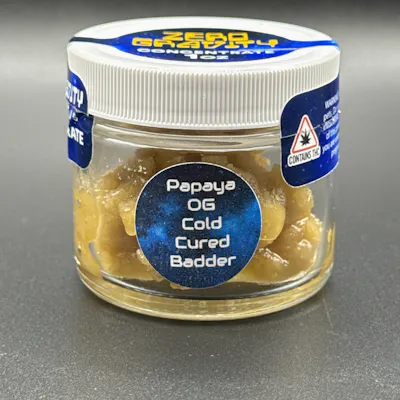 ZERO
GRAVITY
CONCENTRATE
1oz
Papaya
OG
Cold
Cured
Badder
CONTAINS THC